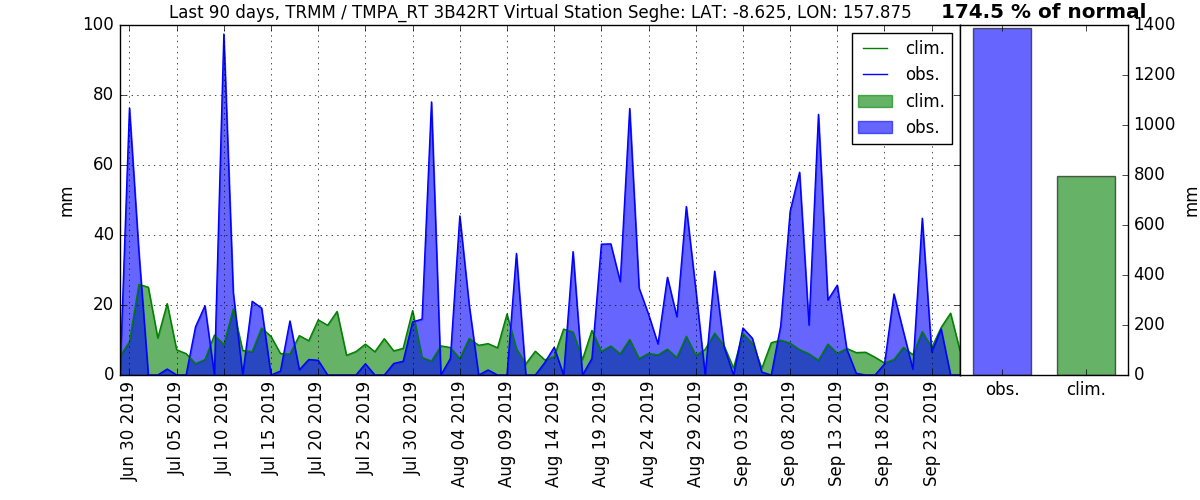 Last 90 days, TRMM / TMPA_RT 3B42RT Virtual Station Seghe: LAT: -8.625, LON: 157.875
174.5 % of normal
mm
100
80
60
40
20
0
clim.
obs.
clim.
obs.
1400
1200
1000
800
600
400
200
0
mm
Jun 30 2019
Jul 05 2019
Jul 10 2019
Jul 15 2019
Jul 20 2019
Jul 25 2019
Jul 30 2019
Aug 04 2019
Aug 09 2019
Aug 14 2019
Aug 19 2019
Aug 24 2019
Aug 29 2019
Sep 03 2019
Sep 08 2019
Sep 13 2019
Sep 18 2019
Sep 23 2019
obs.
clim.